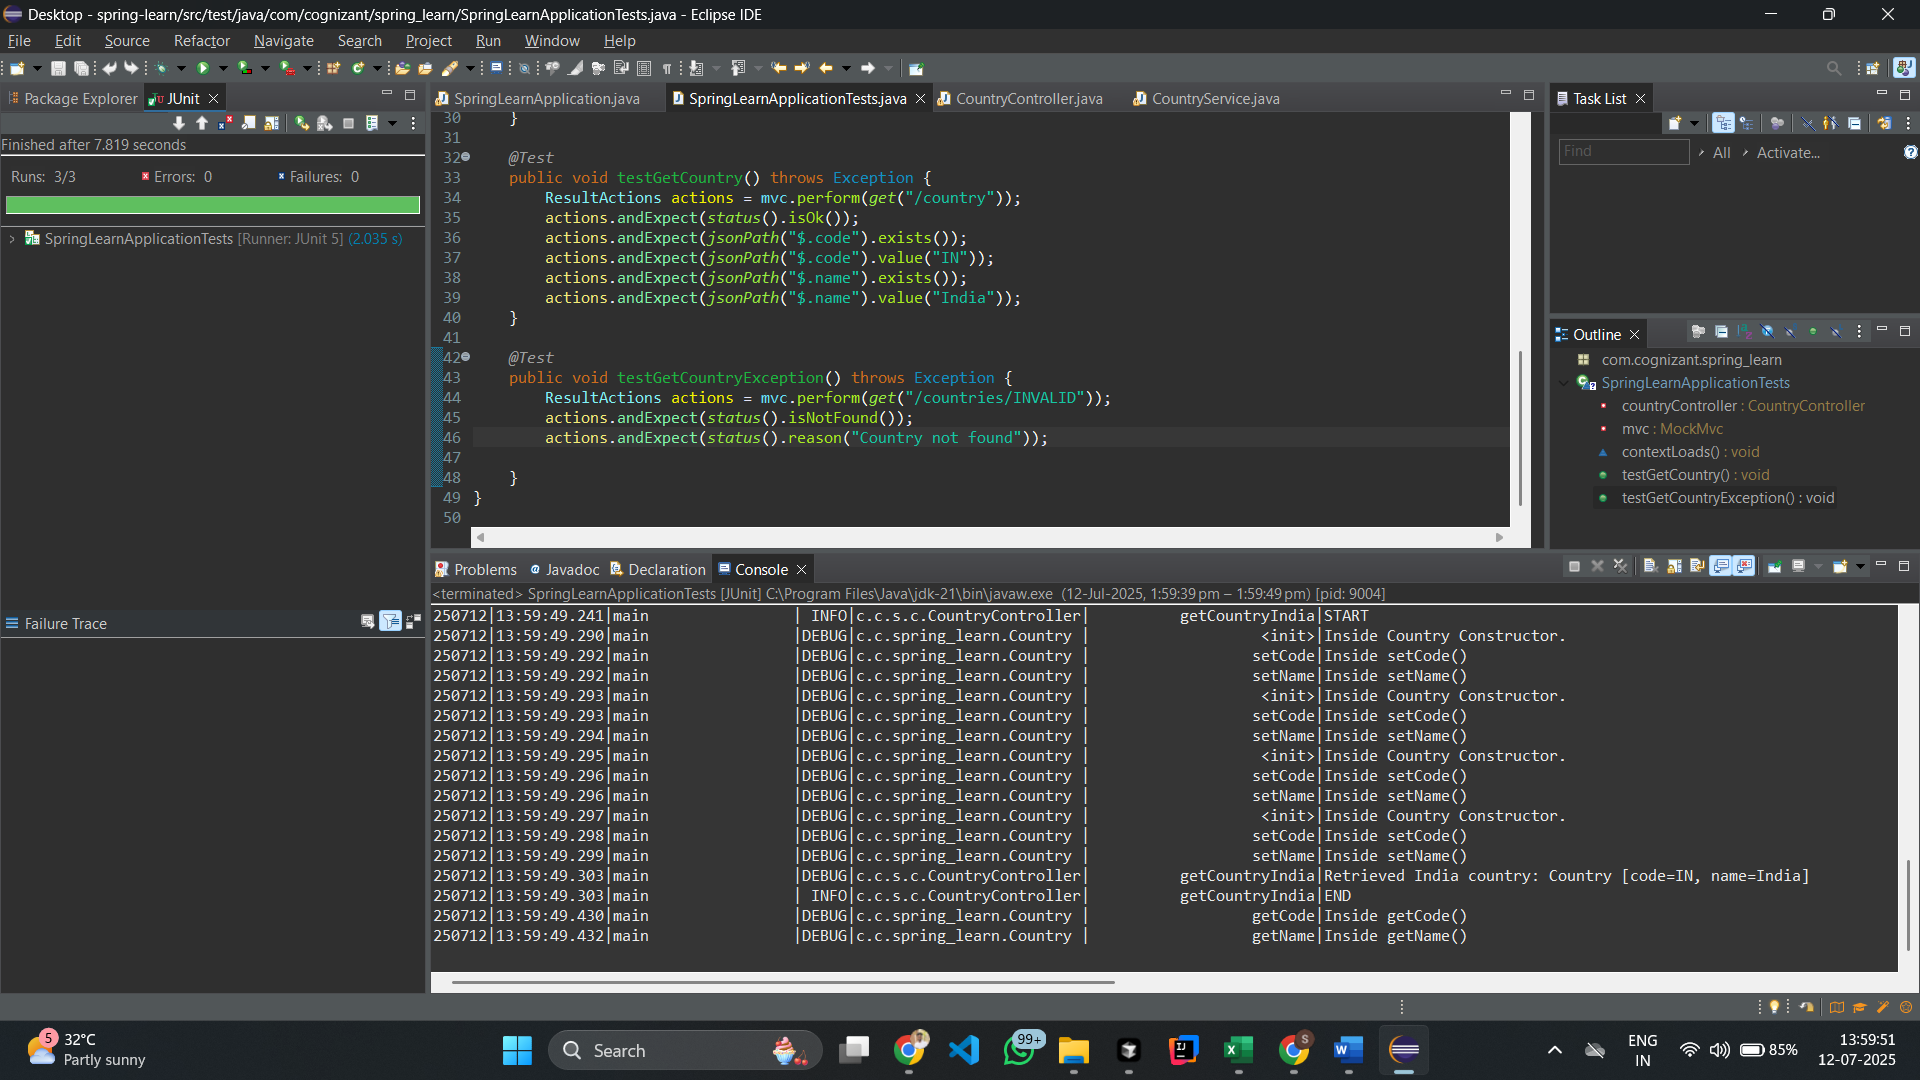 Desktop - spring-learn/src/test/java/com/cognizant/spring_learn/SpringLearnApplicationTests.java - Eclipse IDE
File Edit Source Refactor Navigate Search Project Run Window Help
Package Explorer JUnit
Finished after 7.819 seconds
Runs: 3/3 Errors: 0 Failures: 0
SpringLearnApplicationTests [Runner: JUnit 5] (2.035 s)
Failure Trace
SpringLearnApplication.java SpringLearnApplicationTests.java CountryController.java CountryService.java
30 }
31
32 @Test
33 public void testGetCountry() throws Exception {
34 ResultActions actions = mvc.perform(get("/country"));
35 actions.andExpect(status().isOk());
36 actions.andExpect(jsonPath("$.code").exists());
37 actions.andExpect(jsonPath("$.code").value("IN"));
38 actions.andExpect(jsonPath("$.name").exists());
39 actions.andExpect(jsonPath("$.name").value("India"));
40 }
41
42 @Test
43 public void testGetCountryException() throws Exception {
44 ResultActions actions = mvc.perform(get("/countries/INVALID"));
45 actions.andExpect(status().isNotFound());
46 actions.andExpect(status().reason("Country not found"));
47
48 }
49 }
50
Task List
Find All Activate...
Outline
com.cognizant.spring_learn
SpringLearnApplicationTests
countryController : CountryController
mvc : MockMvc
contextLoads() : void
testGetCountry() : void
testGetCountryException() : void
Problems Javadoc Declaration Console
<terminated> SpringLearnApplicationTests [JUnit] C:\Program Files\Java\jdk-21\bin\javaw.exe (12-Jul-2025, 1:59:39 pm – 1:59:49 pm) [pid: 9004]
250712|13:59:49.241|main | INFO|c.c.s.c.CountryController| getCountryIndia|START
250712|13:59:49.290|main |DEBUG|c.c.spring_learn.Country | <init>|Inside Country Constructor.
250712|13:59:49.292|main |DEBUG|c.c.spring_learn.Country | setCode|Inside setCode()
250712|13:59:49.292|main |DEBUG|c.c.spring_learn.Country | setName|Inside setName()
250712|13:59:49.293|main |DEBUG|c.c.spring_learn.Country | <init>|Inside Country Constructor.
250712|13:59:49.293|main |DEBUG|c.c.spring_learn.Country | setCode|Inside setCode()
250712|13:59:49.294|main |DEBUG|c.c.spring_learn.Country | setName|Inside setName()
250712|13:59:49.295|main |DEBUG|c.c.spring_learn.Country | <init>|Inside Country Constructor.
250712|13:59:49.296|main |DEBUG|c.c.spring_learn.Country | setCode|Inside setCode()
250712|13:59:49.296|main |DEBUG|c.c.spring_learn.Country | setName|Inside setName()
250712|13:59:49.297|main |DEBUG|c.c.spring_learn.Country | <init>|Inside Country Constructor.
250712|13:59:49.298|main |DEBUG|c.c.spring_learn.Country | setCode|Inside setCode()
250712|13:59:49.299|main |DEBUG|c.c.spring_learn.Country | setName|Inside setName()
250712|13:59:49.303|main |DEBUG|c.c.s.c.CountryController| getCountryIndia|Retrieved India country: Country [code=IN, name=India]
250712|13:59:49.303|main | INFO|c.c.s.c.CountryController| getCountryIndia|END
250712|13:59:49.430|main |DEBUG|c.c.spring_learn.Country | getCode|Inside getCode()
250712|13:59:49.432|main |DEBUG|c.c.spring_learn.Country | getName|Inside getName()
5
32°C
Partly sunny
Search
99+
S
ENG
IN
85%
13:59:51
12-07-2025